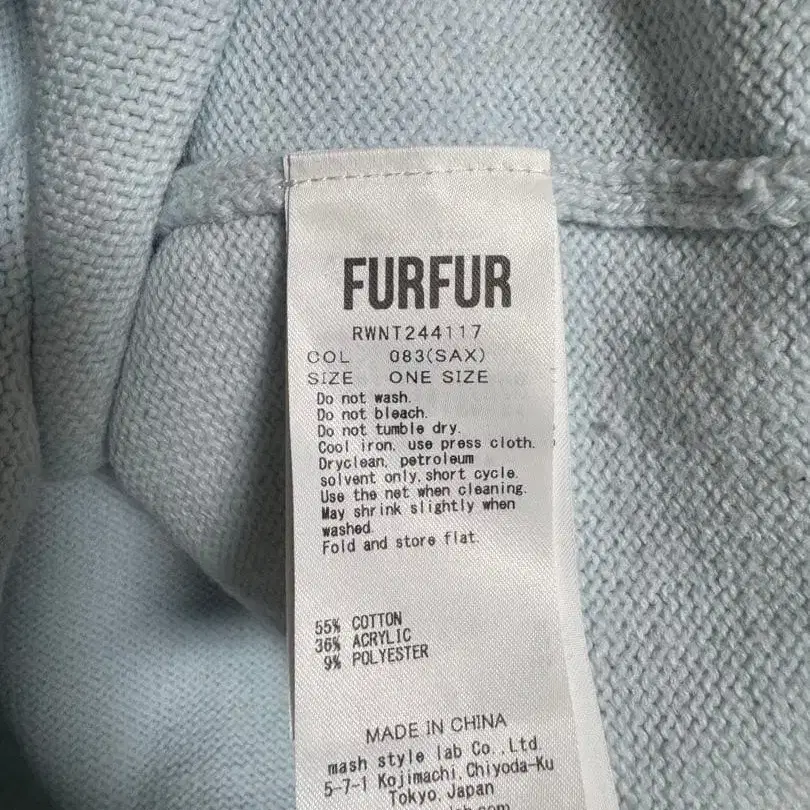 FURFUR
RWNT244117
COL 083(SAX)
SIZE ONE SIZE
Do not wash.
Do not bleach.
Do not tumble dry.
Cool iron, use press cloth.
Dryclean, petroleum
solvent only, short cycle.
Use the net when cleaning.
May shrink slightly when
washed.
Fold and store flat.
55% COTTON
36% ACRYLIC
9% POLYESTER
MADE IN CHINA
mash style lab Co.,Ltd.
5-7-1 Kojimachi,Chiyoda-Ku
Tokyo,Japan